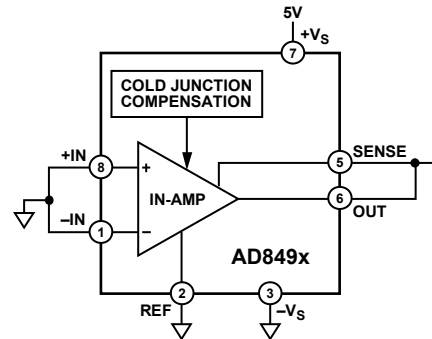 5V
+VS
7
COLD JUNCTION
COMPENSATION
+IN
8
+
SENSE
5
IN-AMP
6
OUT
–IN
1
–
AD849x
2
REF
3
–VS